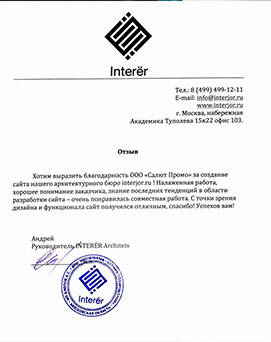 Interër
Тел.: 8 (499) 499-12-11
E-mail: info@interjor.ru
www.interjor.ru
г. Москва, набережная
Академика Туполева 15к22 офис 103.
Отзыв
Хотим выразить благодарность ООО «Салют Промо» за создание
сайта нашего архитектурного бюро interjor.ru ! Налаженная работа,
хорошее понимание заказчика, знание последних тенденций в области
разработки сайта – очень понравилась совместная работа. С точки зрения
дизайна и функционала сайт получился отличным, спасибо! Успехов вам!
Андрей
Руководитель INTERЁR Architets
Interër